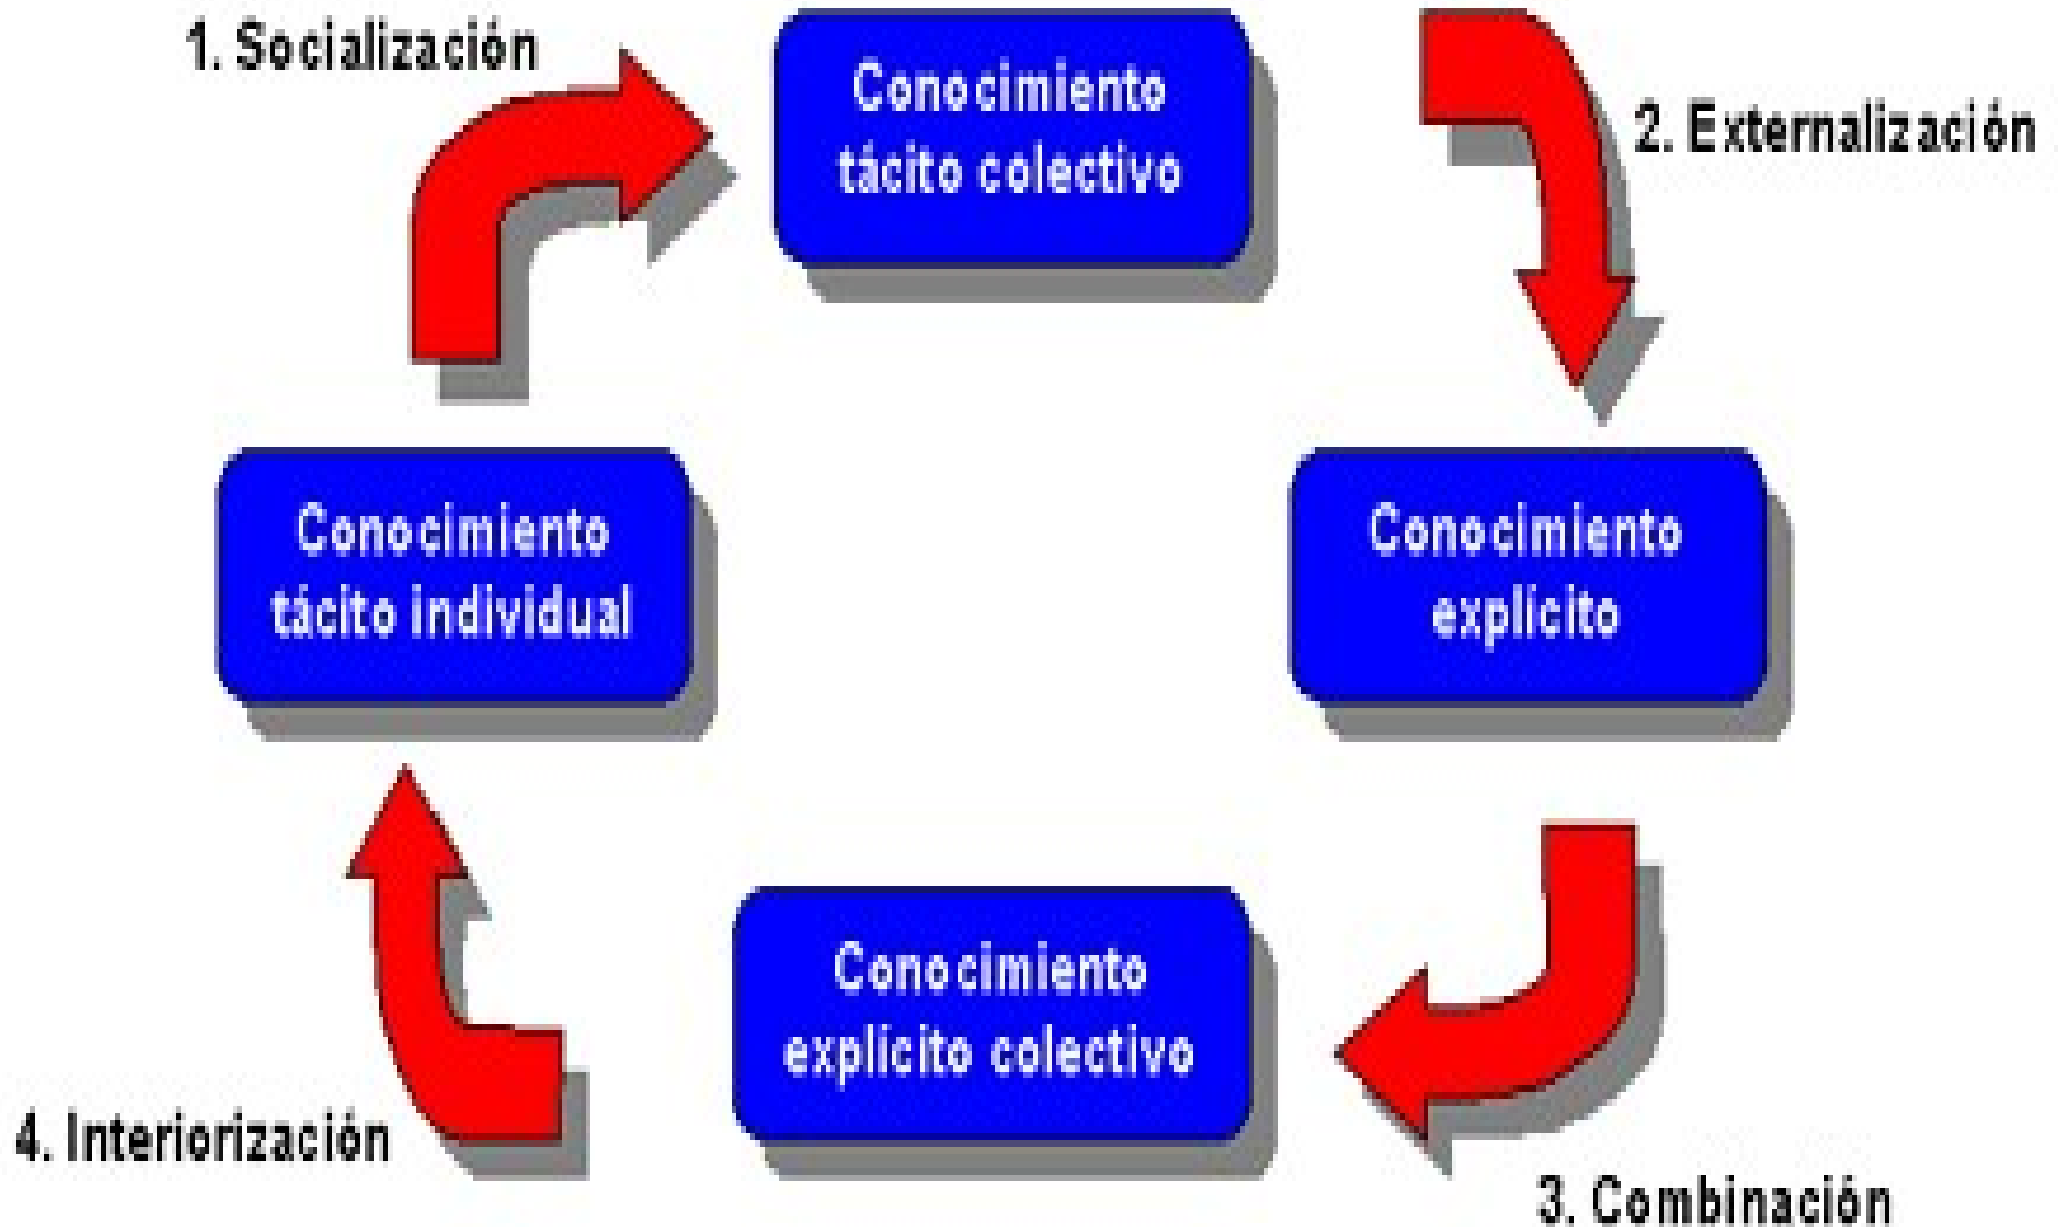 1. Socialización
Conocimiento
tácito colectivo
2. Externalización
Conocimiento
explícito
3. Combinación
Conocimiento
explícito colectivo
4. Interiorización
Conocimiento
tácito individual